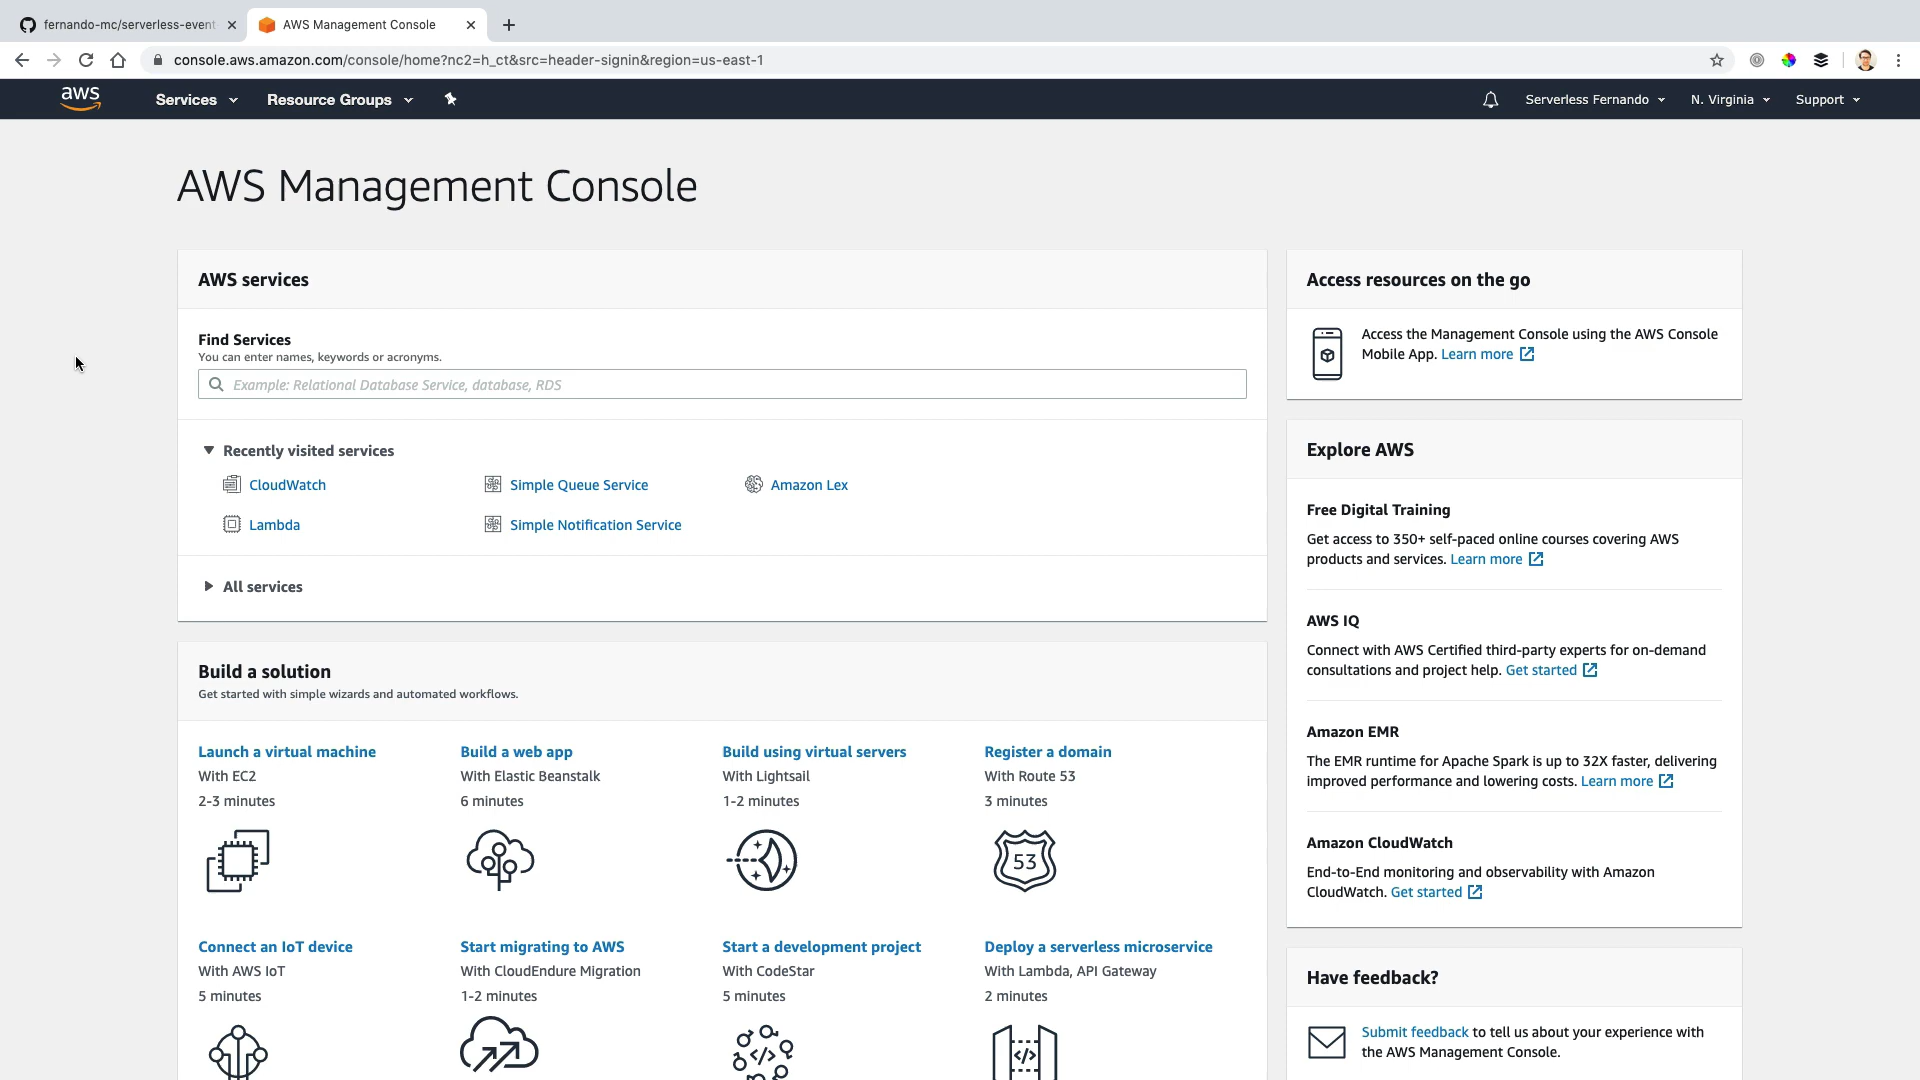 fernando-mc/serverless-event
AWS Management Console
console.aws.amazon.com/console/home?nc2=h_ct&src=header-signin&region=us-east-1
aws
Services
Resource Groups
Serverless Fernando
N. Virginia
Support
AWS Management Console
AWS services
Find Services
You can enter names, keywords or acronyms.
Example: Relational Database Service, database, RDS
Recently visited services
CloudWatch
Simple Queue Service
Amazon Lex
Lambda
Simple Notification Service
All services
Build a solution
Get started with simple wizards and automated workflows.
Launch a virtual machine
With EC2
2-3 minutes
Build a web app
With Elastic Beanstalk
6 minutes
Build using virtual servers
With Lightsail
1-2 minutes
Register a domain
With Route 53
3 minutes
53
Connect an IoT device
With AWS IoT
5 minutes
Start migrating to AWS
With CloudEndure Migration
1-2 minutes
Start a development project
With CodeStar
5 minutes
</>
Deploy a serverless microservice
With Lambda, API Gateway
2 minutes
</>
Access resources on the go
Access the Management Console using the AWS Console
Mobile App. Learn more
Explore AWS
Free Digital Training
Get access to 350+ self-paced online courses covering AWS
products and services. Learn more
AWS IQ
Connect with AWS Certified third-party experts for on-demand
consultations and project help. Get started
Amazon EMR
The EMR runtime for Apache Spark is up to 32X faster, delivering
improved performance and lowering costs. Learn more
Amazon CloudWatch
End-to-End monitoring and observability with Amazon
CloudWatch. Get started
Have feedback?
Submit feedback to tell us about your experience with
the AWS Management Console.